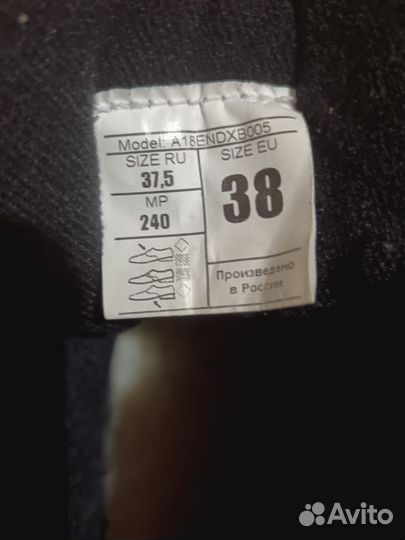 Model: A18ENDXB005
SIZE RU
37,5
MP
240
SIZE EU
38
Произведено
в России
Avito